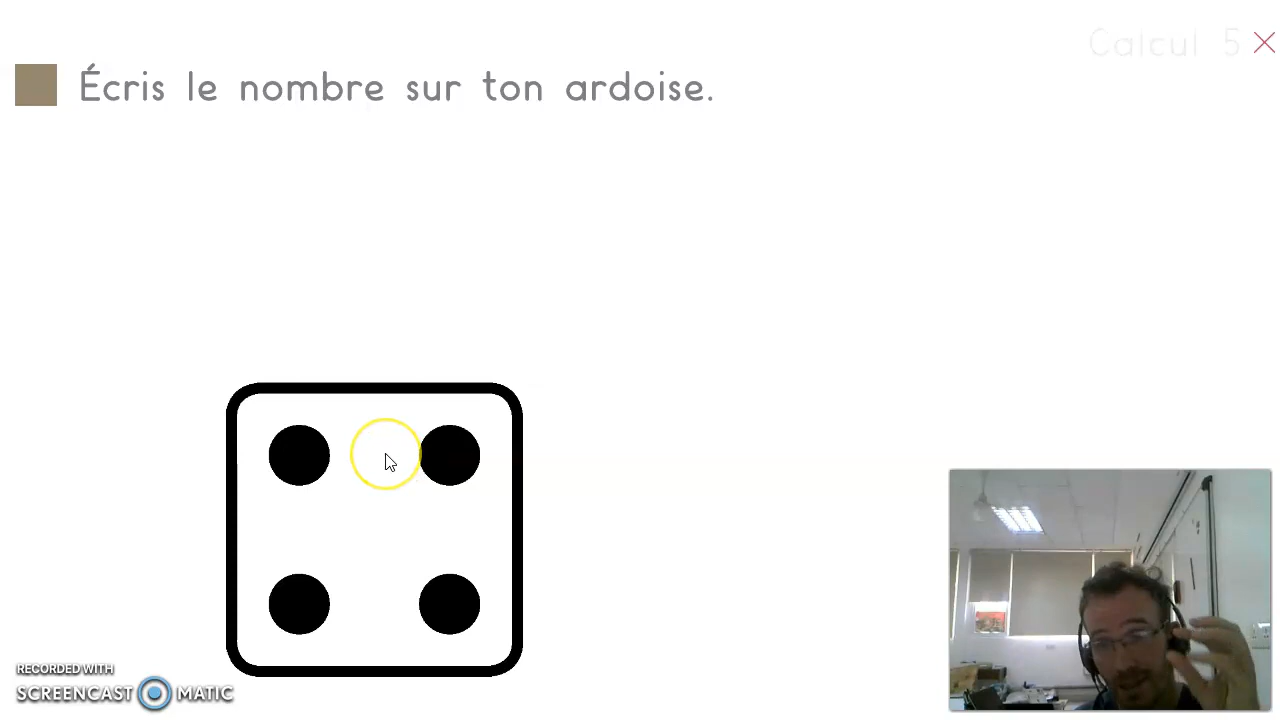 Calcul 5
Écris le nombre sur ton ardoise.
RECORDED WITH
SCREENCAST MATIC